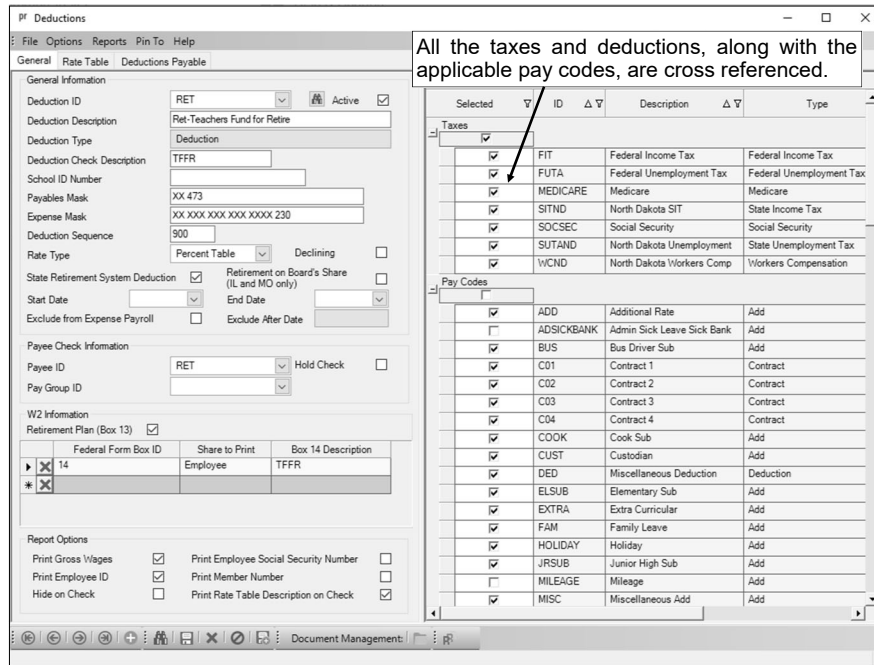 pr Deductions
File Options Reports Pin To Help
All the taxes and deductions, along with the
applicable pay codes, are cross referenced.
General Rate Table Deductions Payable
General Information
Deduction ID RET Active
Deduction Description Ret-Teachers Fund for Retire
Deduction Type Deduction
Deduction Check Description TFFR
School ID Number
Payables Mask XX 473
Expense Mask XX XXX XXX XXX XXXX 230
Deduction Sequence 900
Rate Type Percent Table Declining
State Retirement System Deduction Retirement on Board's Share
(IL and MO only)
Start Date End Date
Exclude from Expense Payroll Exclude After Date
Payee Check Information
Payee ID RET Hold Check
Pay Group ID
W2 Information
Retirement Plan (Box 13)
Federal Form Box ID Share to Print Box 14 Description
14 Employee TFFR
Report Options
Print Gross Wages Print Employee Social Security Number
Print Employee ID Print Member Number
Hide on Check Print Rate Table Description on Check
Selected ID Description Type
Taxes
FIT Federal Income Tax Federal Income Tax
FUTA Federal Unemployment Tax Federal Unemployment Tax
MEDICARE Medicare Medicare
SITND North Dakota SIT State Income Tax
SOCSEC Social Security Social Security
SUTAND North Dakota Unemployment State Unemployment Tax
WCND North Dakota Workers Comp Workers Compensation
Pay Codes
ADD Additional Rate Add
ADSICKBANK Admin Sick Leave Sick Bank Add
BUS Bus Driver Sub Add
C01 Contract 1 Contract
C02 Contract 2 Contract
C03 Contract 3 Contract
C04 Contract 4 Contract
COOK Cook Sub Add
CUST Custodian Add
DED Miscellaneous Deduction Deduction
ELSUB Elementary Sub Add
EXTRA Extra Curricular Add
FAM Family Leave Add
HOLIDAY Holiday Add
JRSUB Junior High Sub Add
MILEAGE Mileage Add
MISC Miscellaneous Add Add
Document Management: